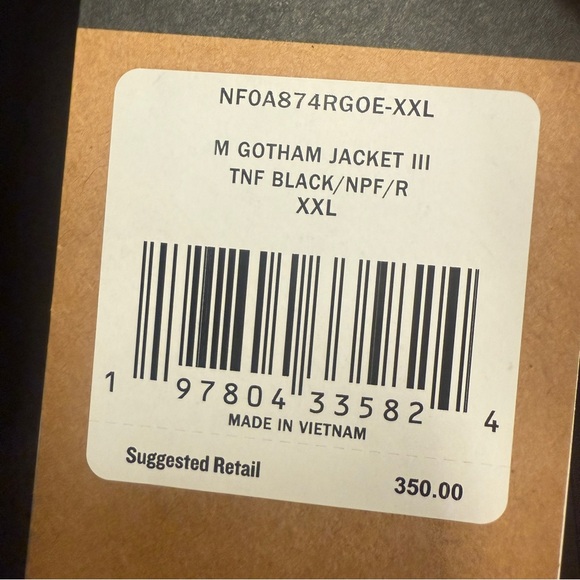 NF0A874RG0E-XXL
M GOTHAM JACKET III
TNF BLACK/NPF/R
XXL
1 97804 33582 4
MADE IN VIETNAM
Suggested Retail 350.00